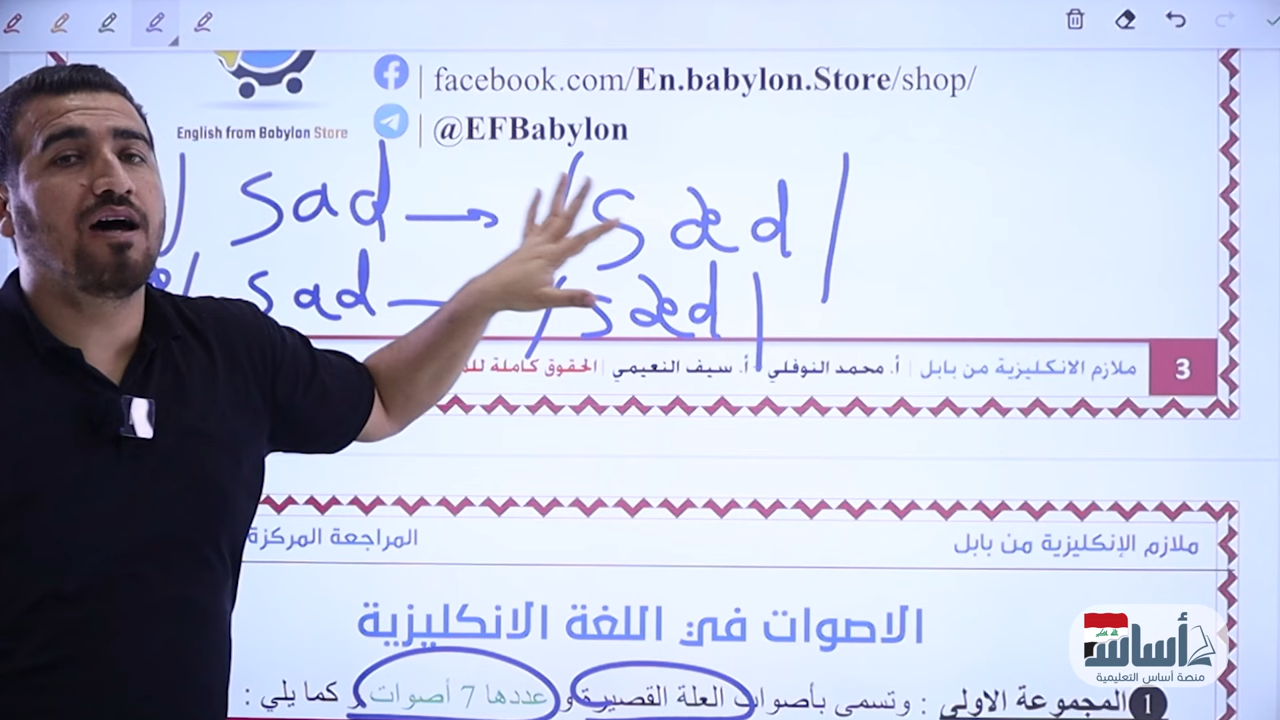 facebook.com/En.babylon.Store/shop/
English from Babylon Store
| @EFBabylon
sad → /sæd/
sad → /sæd/
ملازم الانكليزية من بابل | أ. محمد النوفلي - أ. سيف النعيمي | الحقوق كاملة
3
ملازم الإنكليزية من بابل
المراجعة المركزة
الاصوات في اللغة الانكليزية
1 المجموعة الاولى : وتسمى بأصوات العلة القصيرة و عددها 7 أصوات و كما يلي :
أساس
منصة أساس التعليمية